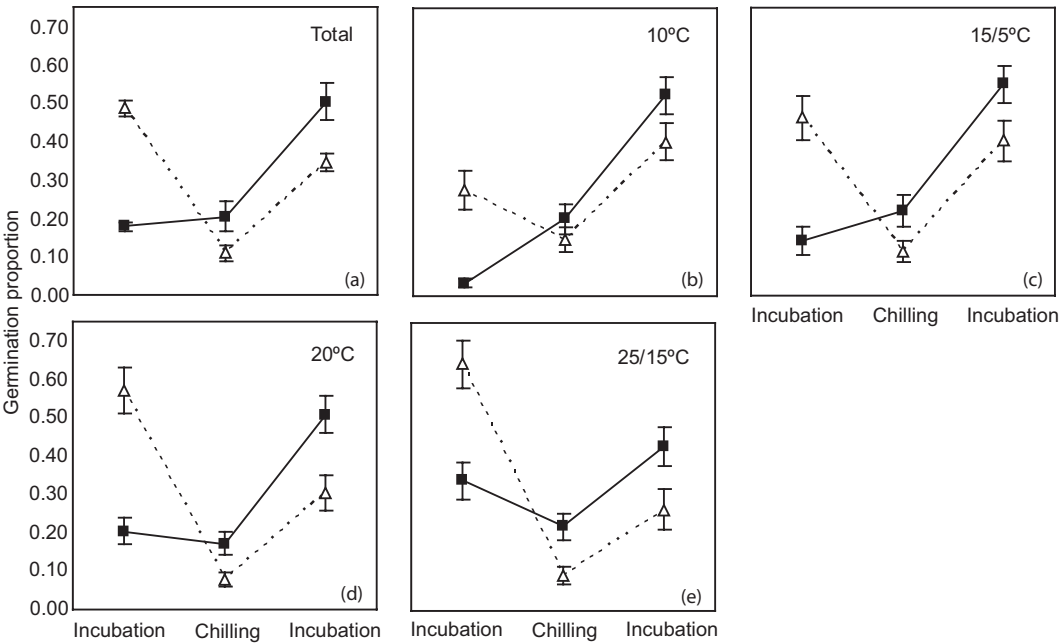 Germination proportion
0.70
0.60
0.50
0.40
0.30
0.20
0.10
0.00
Total
(a)
10ºC
(b)
15/5ºC
(c)
Incubation Chilling Incubation
0.70
0.60
0.50
0.40
0.30
0.20
0.10
0.00
20ºC
(d)
Incubation Chilling Incubation
25/15ºC
(e)
Incubation Chilling Incubation